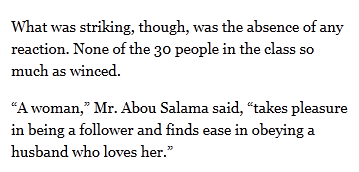 What was striking, though, was the absence of any
reaction. None of the 30 people in the class so
much as winced.
“A woman,” Mr. Abou Salama said, “takes pleasure
in being a follower and finds ease in obeying a
husband who loves her.”